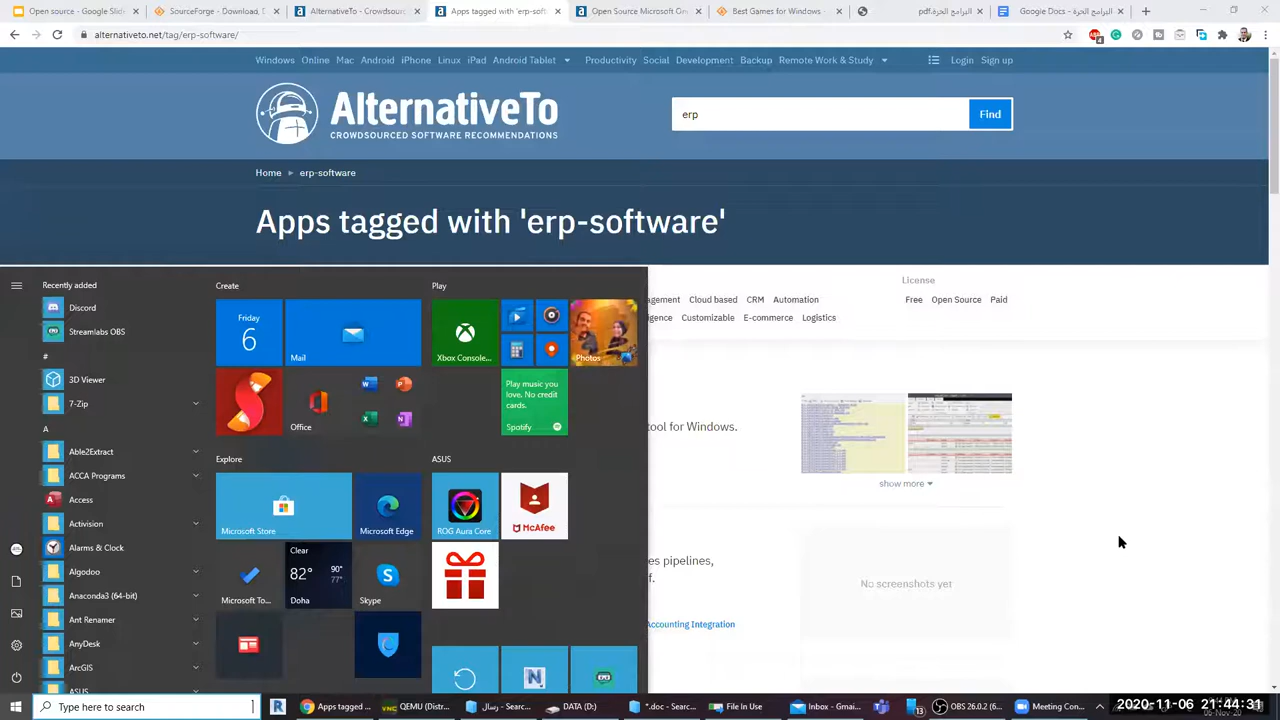 Open source - Google Slid
SourceForge - Download, D
AlternativeTo - Crowdsourc
Apps tagged with 'erp-soft
Open Source Microsoft Onen
Best Games for Windows -
البرامج الحرة.pdf
البرامج الحرة - Google Docs
alternativeto.net/tag/erp-software/
Windows Online Mac Android iPhone Linux iPad Android Tablet Productivity Social Development Backup Remote Work & Study Login Sign up
AlternativeTo
CROWDSOURCED SOFTWARE RECOMMENDATIONS
erp
Find
Home erp-software
Apps tagged with 'erp-software'
License
Free Open Source Paid
agement Cloud based CRM Automation
igence Customizable E-commerce Logistics
tool for Windows.
show more
es pipelines,
f.
No screenshots yet
Accounting Integration
Recently added
Discord
Streamlabs OBS
#
3D Viewer
7-Zip
A
Able2Extract
ACCA Programs
Access
Activision
Alarms & Clock
Algodoo
Anaconda3 (64-bit)
Ant Renamer
AnyDesk
ArcGIS
ASUS
Create
Friday
6
Mail
Office
Explore
Microsoft Store
Microsoft Edge
Microsoft To...
Clear
82° 90°
77°
Doha
Skype
Play
Xbox Console...
Photos
Play music you
love, No credit
cards.
Spotify
ASUS
ROG Aura Core
McAfee
Type here to search
Apps tagged ...
QEMU (Distri...
رسائل - Sear...
DATA (D:)
*.doc - Searc...
File In Use
Inbox - Gmai...
13
OBS 26.0.2 (6...
Meeting Con...
2020-11-06 21:44:31